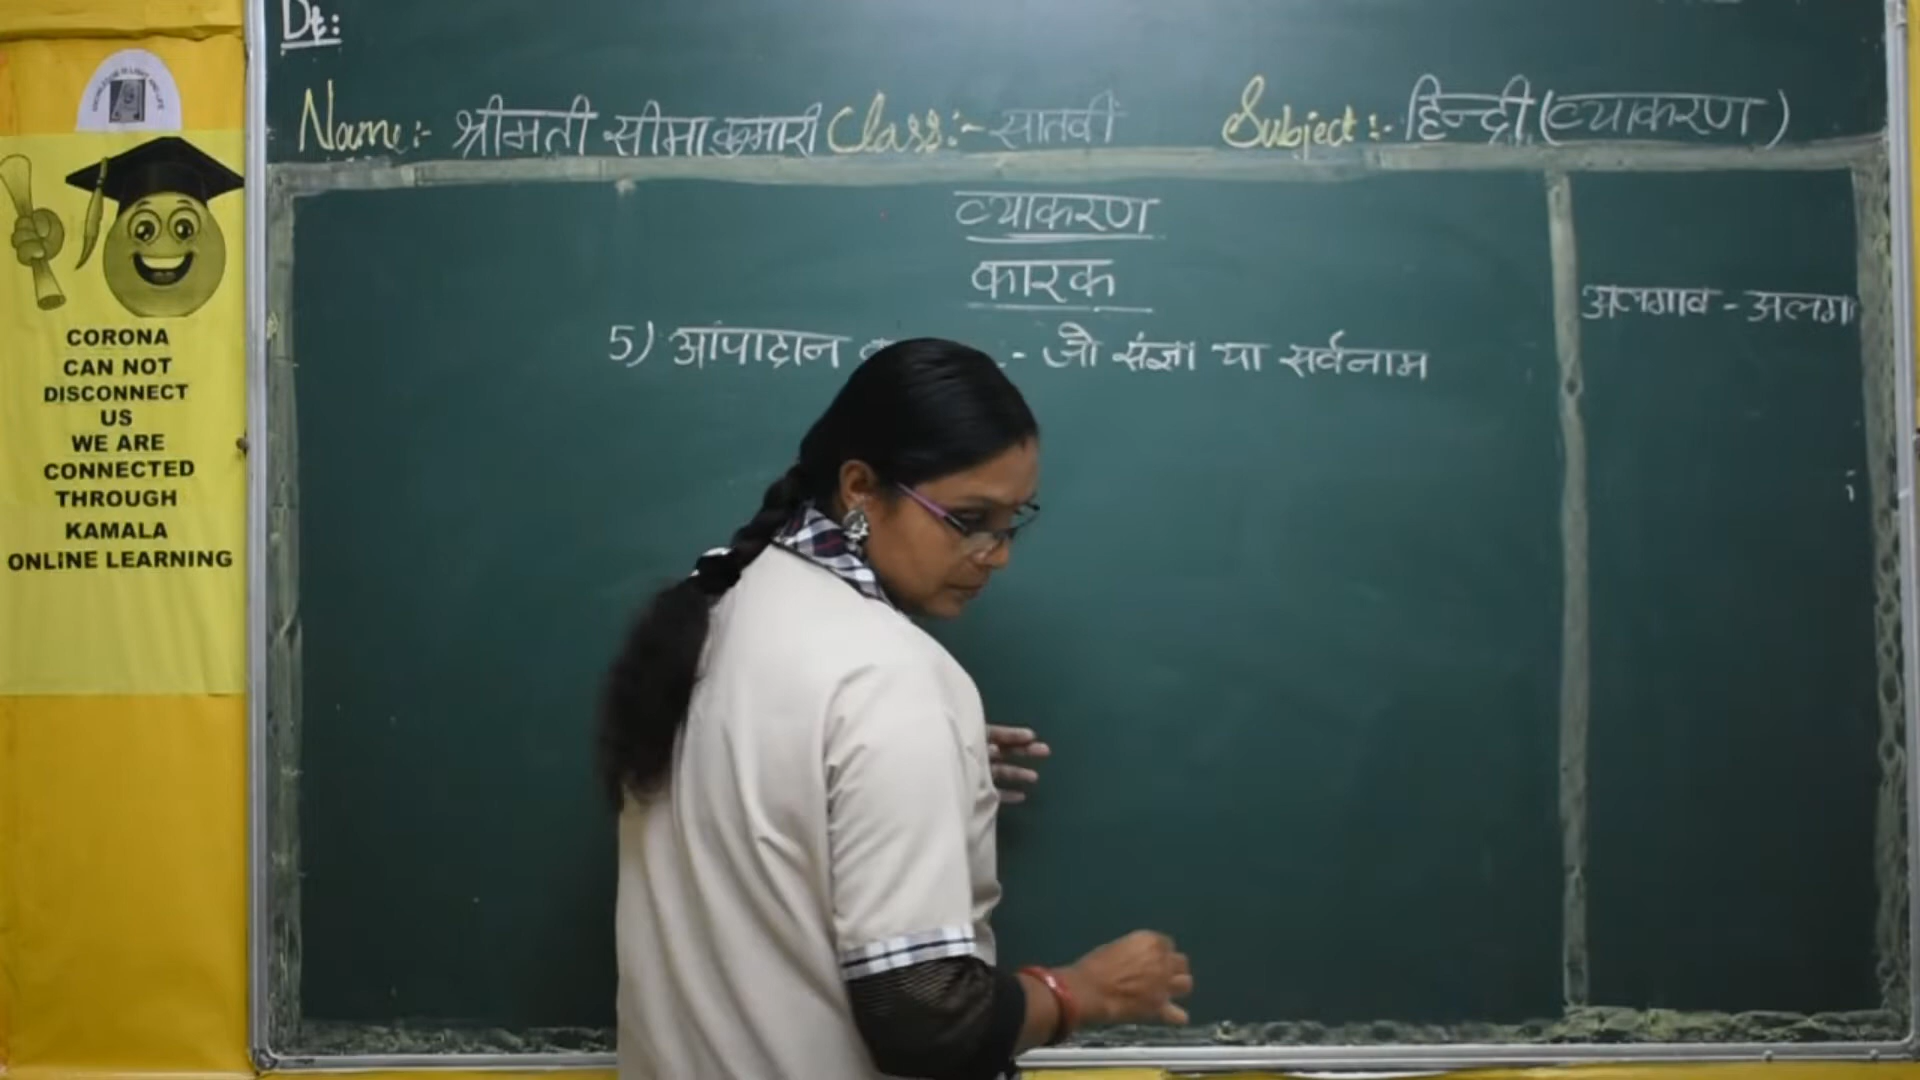 Dt:
Name:- श्रीमती सीमा कुमारी Class:- सातवीं Subject:- हिन्दी (व्याकरण)
व्याकरण
कारक
5) आपादान - जो संज्ञा या सर्वनाम
अलगाव - अलग
CORONA
CAN NOT
DISCONNECT
US
WE ARE
CONNECTED
THROUGH
KAMALA
ONLINE LEARNING